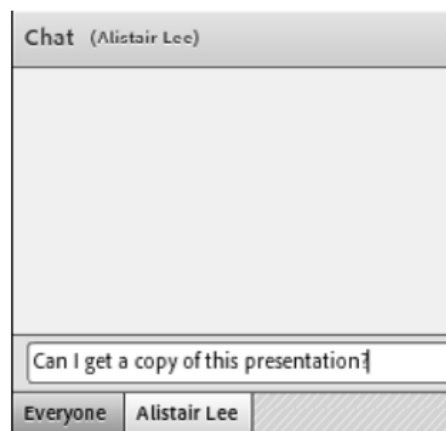 Chat (Alistair Lee)
Can I get a copy of this presentation?
Everyone Alistair Lee